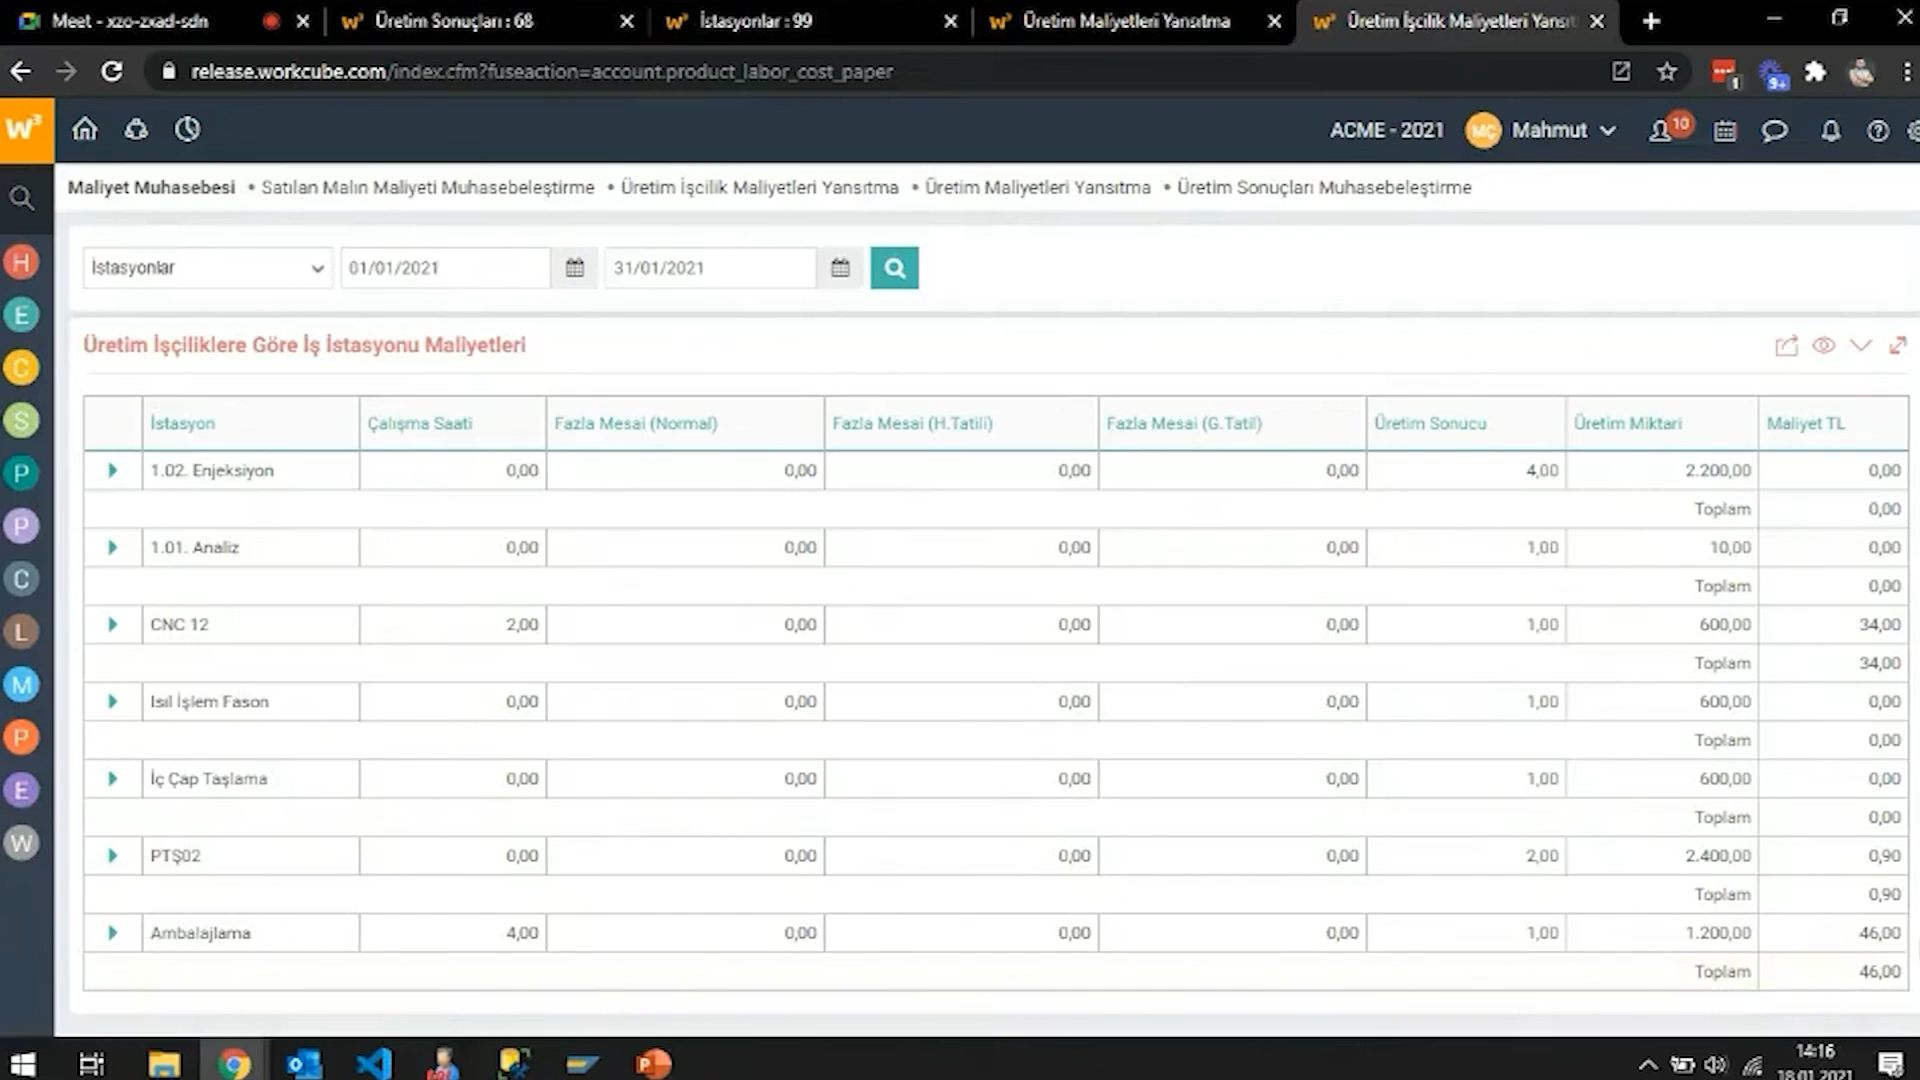 Meet - xzo-zxad-sdn
Üretim Sonuçları : 68
İstasyonlar : 99
Üretim Maliyetleri Yansıtma
Üretim İşcilik Maliyetleri Yansıt
release.workcube.com/index.cfm?fuseaction=account.product_labor_cost_paper
1
9+
w³
ACME - 2021
MÇ
Mahmut
10
Maliyet Muhasebesi • Satılan Malın Maliyeti Muhasebeleştirme • Üretim İşcilik Maliyetleri Yansıtma • Üretim Maliyetleri Yansıtma • Üretim Sonuçları Muhasebeleştirme
İstasyonlar
01/01/2021
31/01/2021
H
E
C
S
P
P
C
L
M
P
E
W
Üretim İşçiliklere Göre İş İstasyonu Maliyetleri
İstasyon Çalışma Saati Fazla Mesai (Normal) Fazla Mesai (H.Tatili) Fazla Mesai (G.Tatil) Üretim Sonucu Üretim Miktari Maliyet TL
1.02. Enjeksiyon 0,00 0,00 0,00 0,00 4,00 2.200,00 0,00
Toplam 0,00
1.01. Analiz 0,00 0,00 0,00 0,00 1,00 10,00 0,00
Toplam 0,00
CNC 12 2,00 0,00 0,00 0,00 1,00 600,00 34,00
Toplam 34,00
Isıl İşlem Fason 0,00 0,00 0,00 0,00 1,00 600,00 0,00
Toplam 0,00
İç Çap Taşlama 0,00 0,00 0,00 0,00 1,00 600,00 0,00
Toplam 0,00
PTŞ02 0,00 0,00 0,00 0,00 2,00 2.400,00 0,90
Toplam 0,90
Ambalajlama 4,00 0,00 0,00 0,00 1,00 1.200,00 46,00
Toplam 46,00
14:16
18.01.2021